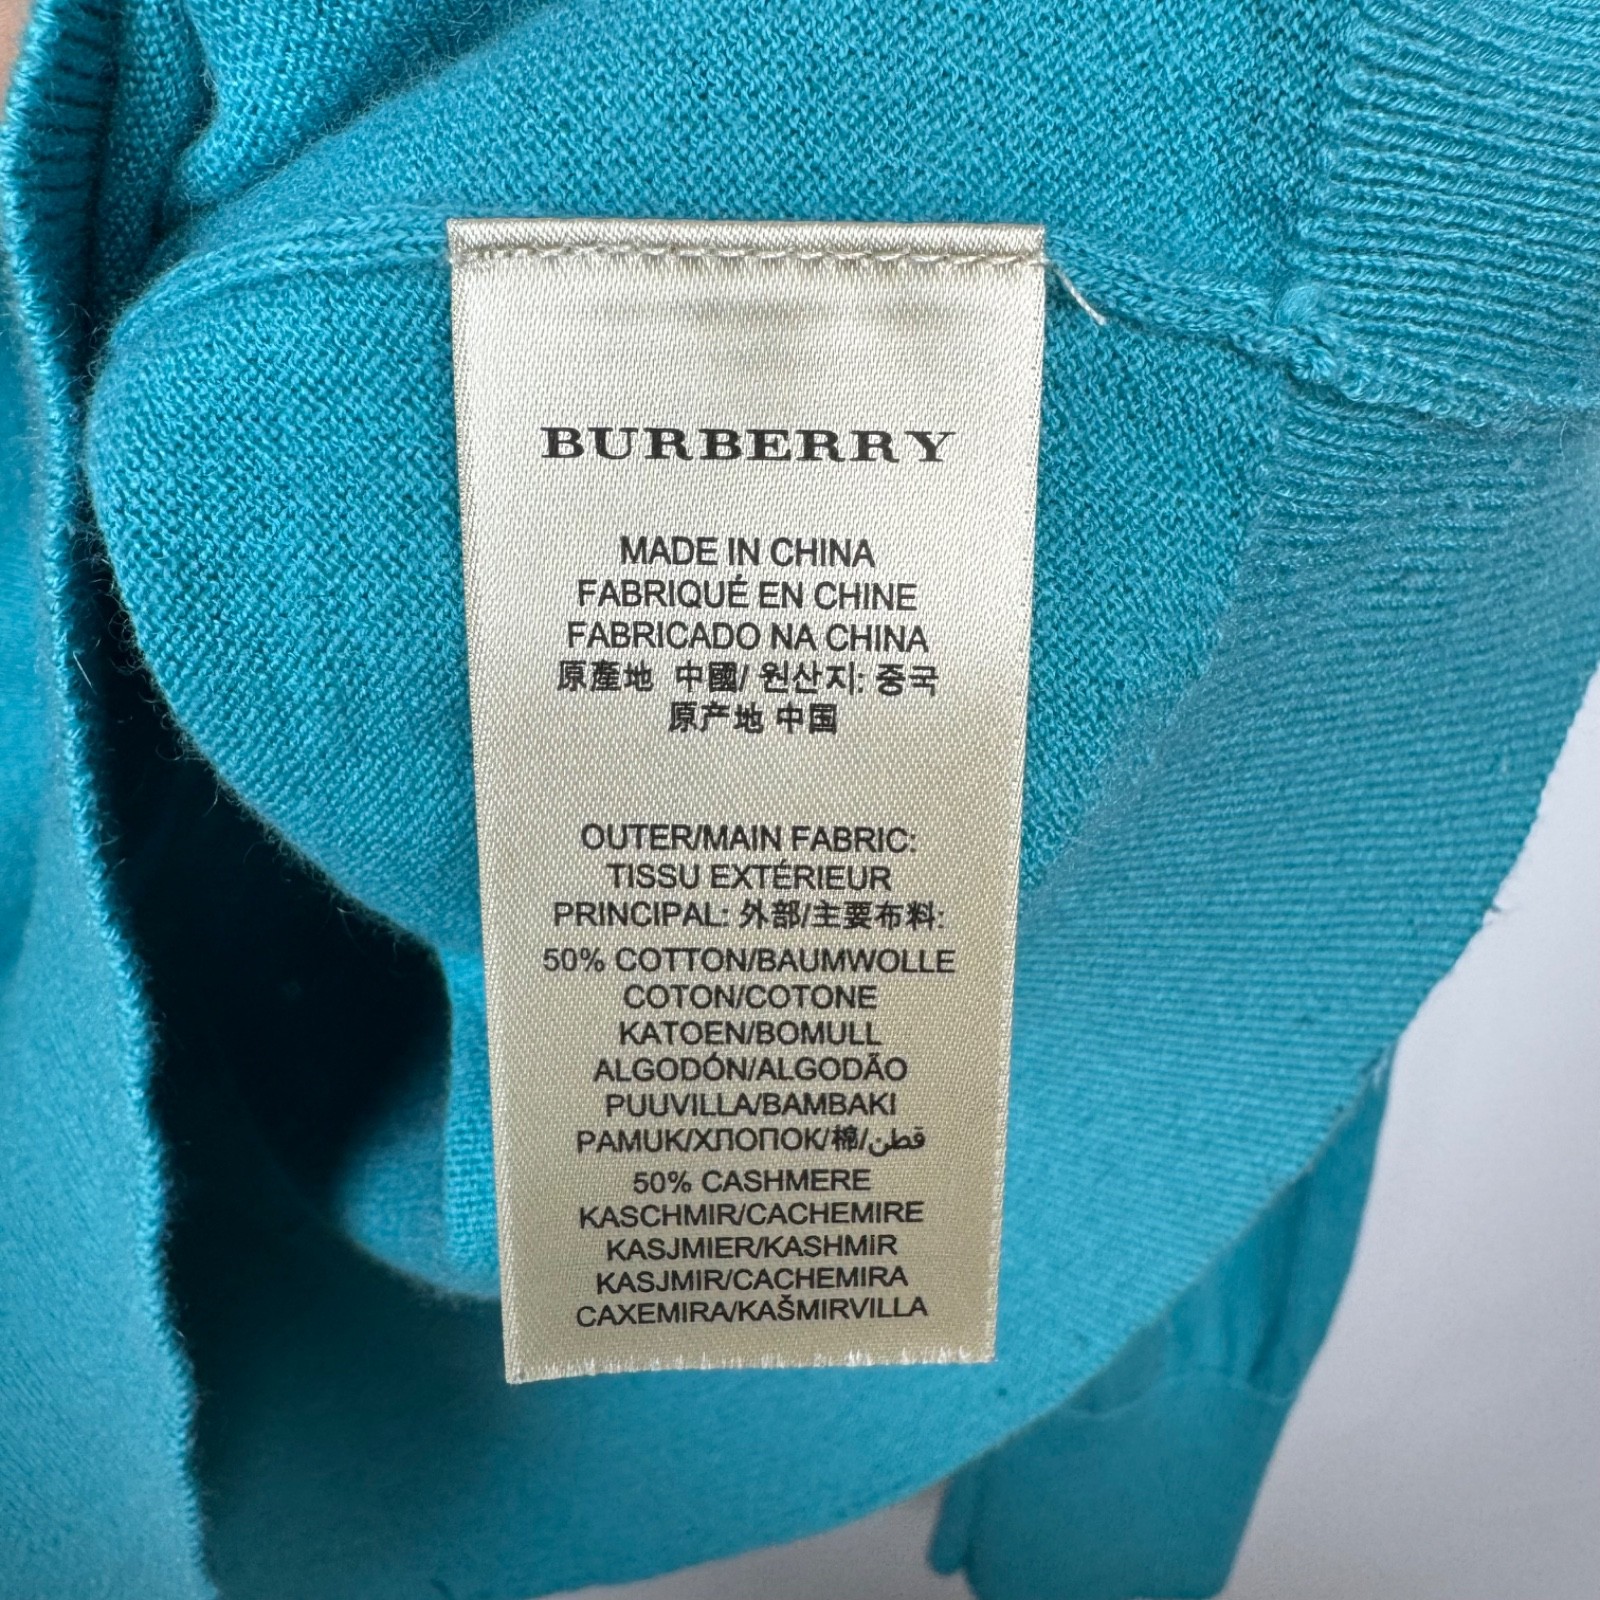 BURBERRY
MADE IN CHINA
FABRIQUÉ EN CHINE
FABRICADO NA CHINA
原產地 中國/ 원산지: 중국
原产地 中国
OUTER/MAIN FABRIC:
TISSU EXTÉRIEUR
PRINCIPAL: 外部/主要布料:
50% COTTON/BAUMWOLLE
COTON/COTONE
KATOEN/BOMULL
ALGODÓN/ALGODÃO
PUUVILLA/BAMBAKI
PAMUK/ХЛОПОК/棉/قطن
50% CASHMERE
KASCHMIR/CACHEMIRE
KASJMIER/KASHMIR
KASJMIR/CACHEMIRA
CAXEMIRA/KAŠMIRVILLA